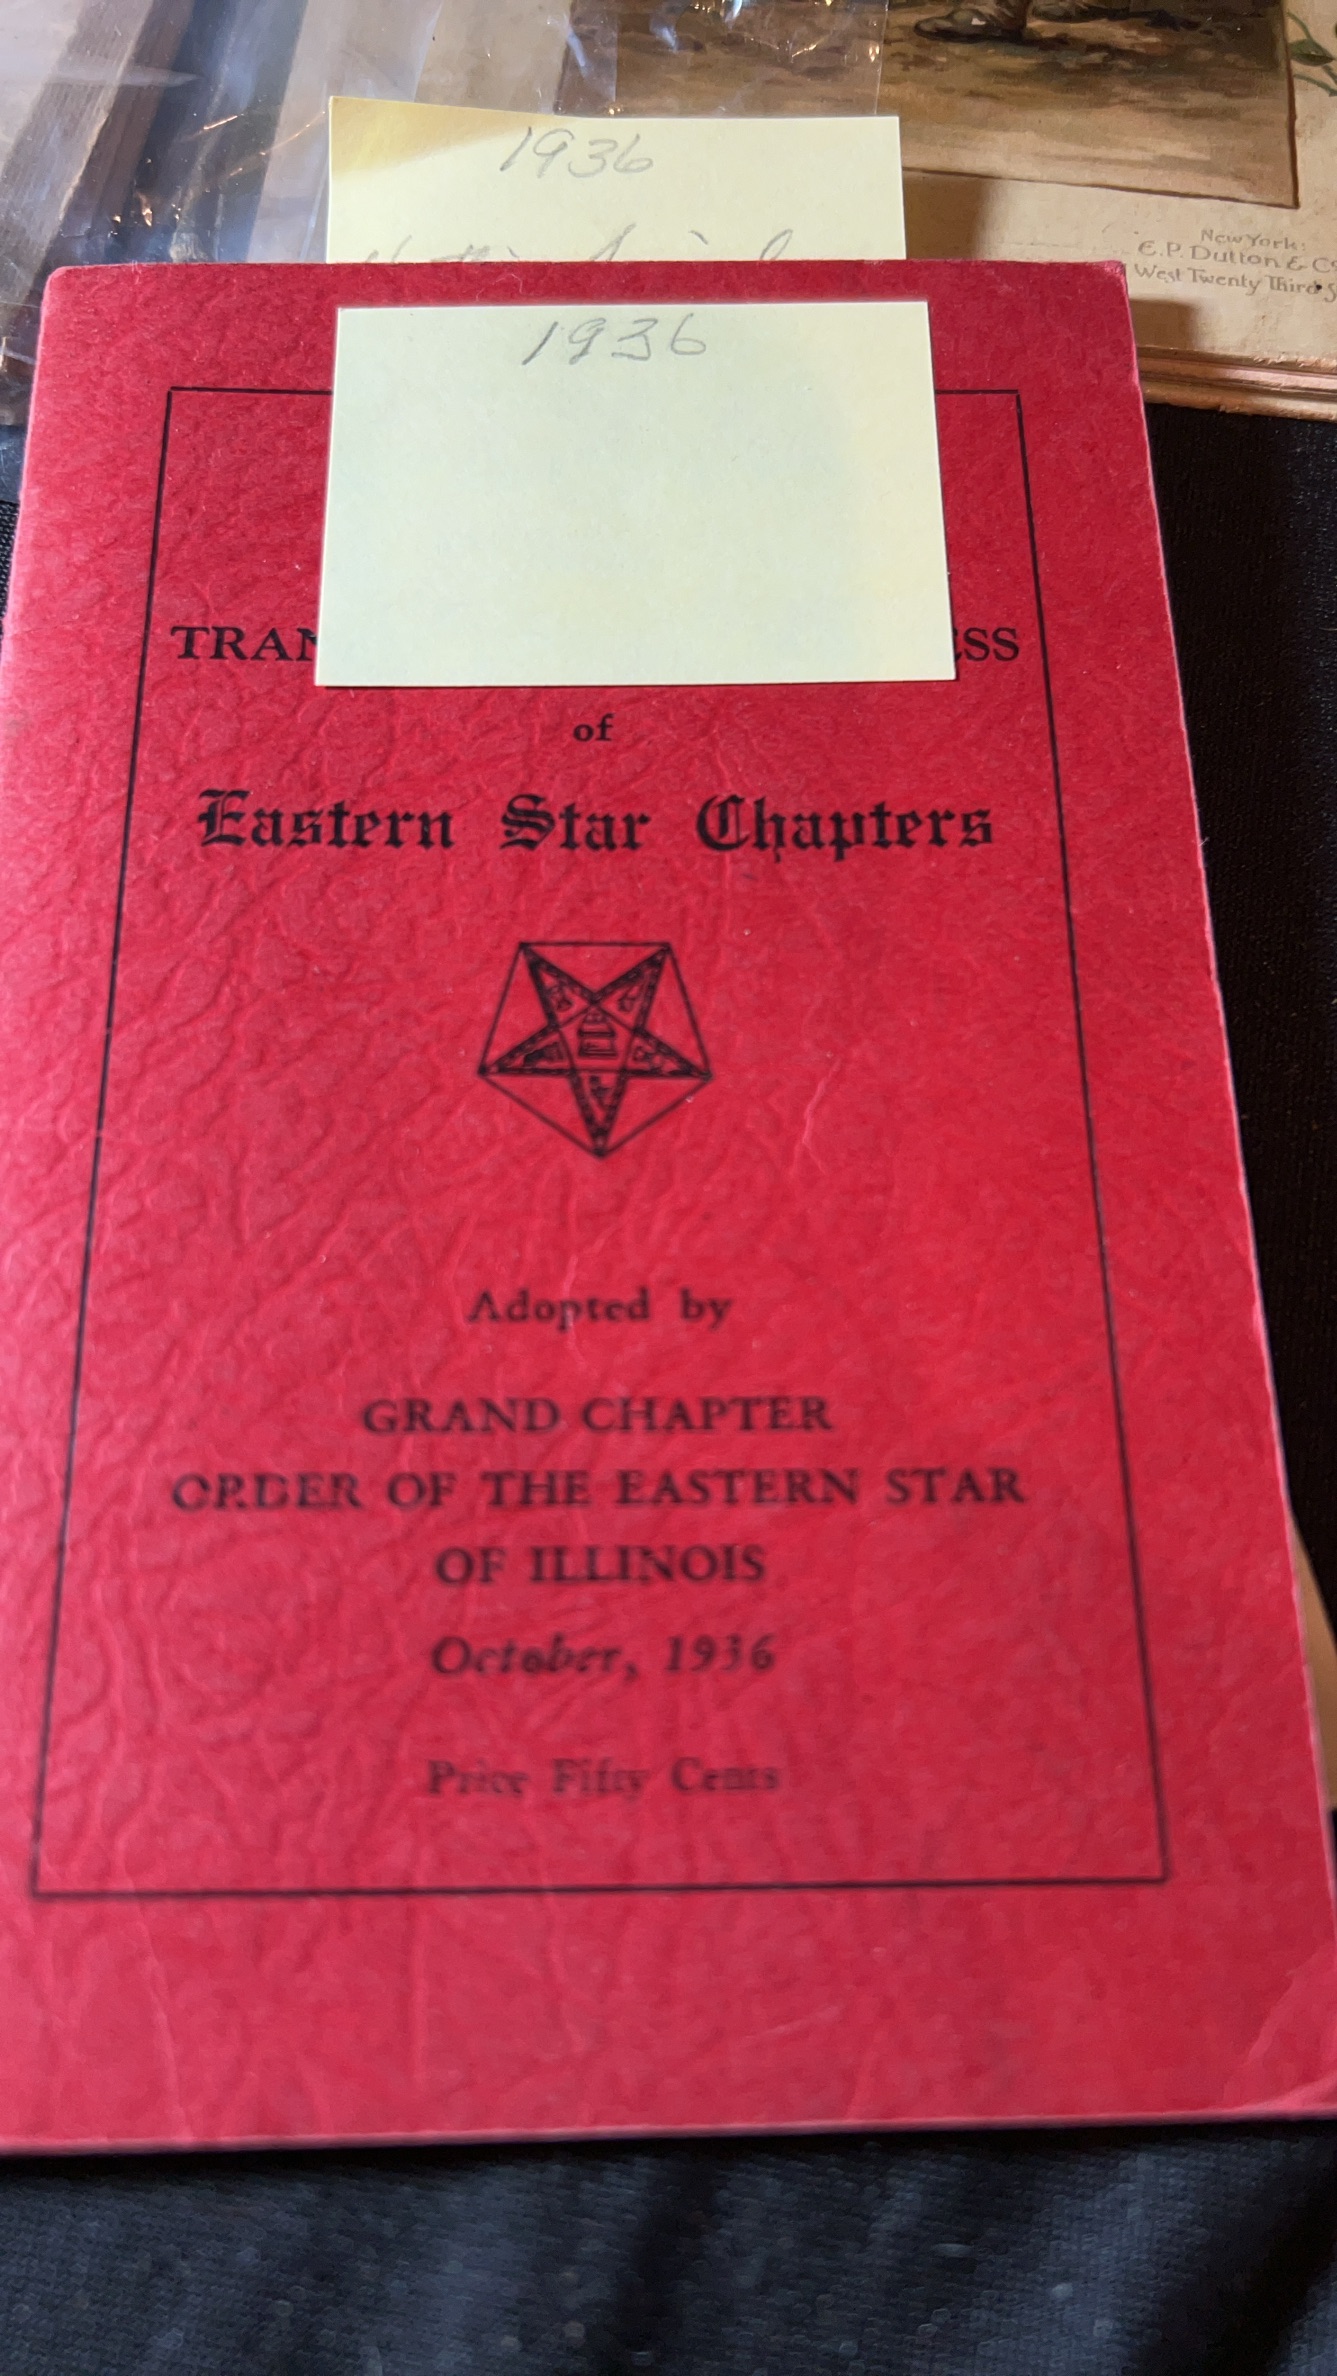 1936
New York:
E.P. Dutton & Co
West Twenty Third S
1936
TRAN ESS
of
Eastern Star Chapters
Adopted by
GRAND CHAPTER
ORDER OF THE EASTERN STAR
OF ILLINOIS
October, 1936
Price Fifty Cents